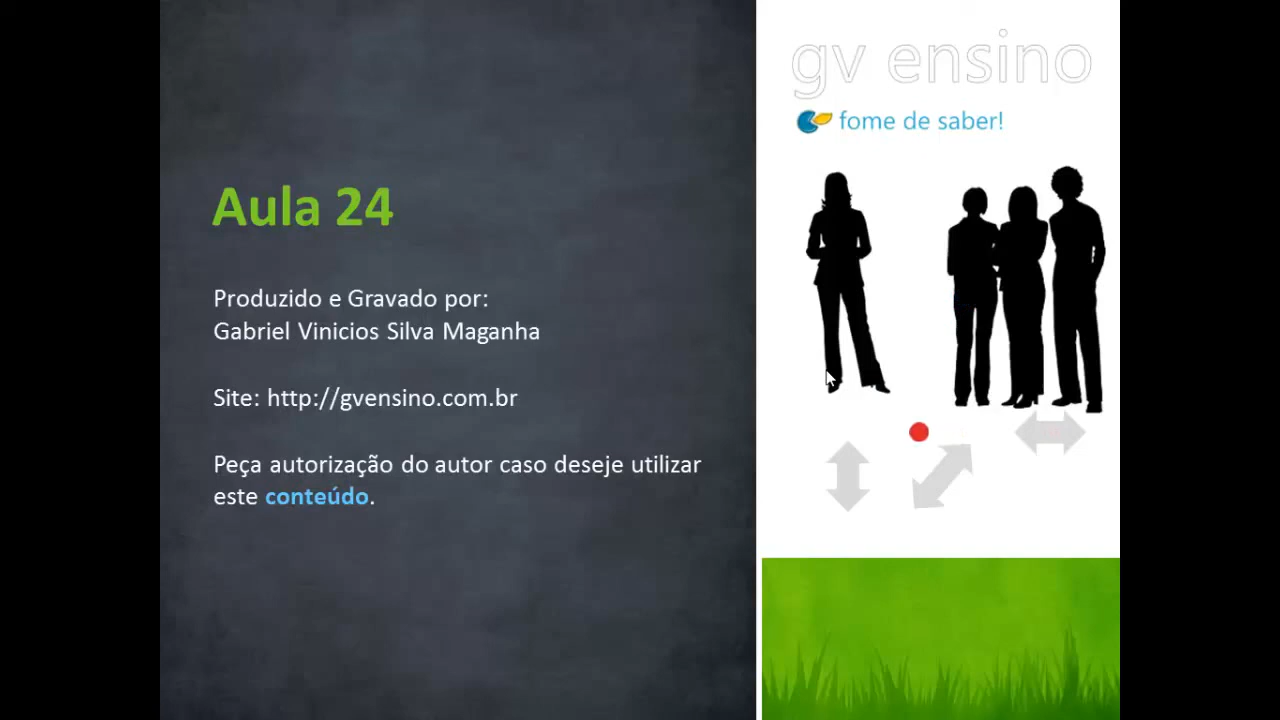 Aula 24
Produzido e Gravado por:
Gabriel Vinicios Silva Maganha
Site: http://gvensino.com.br
Peça autorização do autor caso deseje utilizar
este conteúdo.
gv ensino
fome de saber!